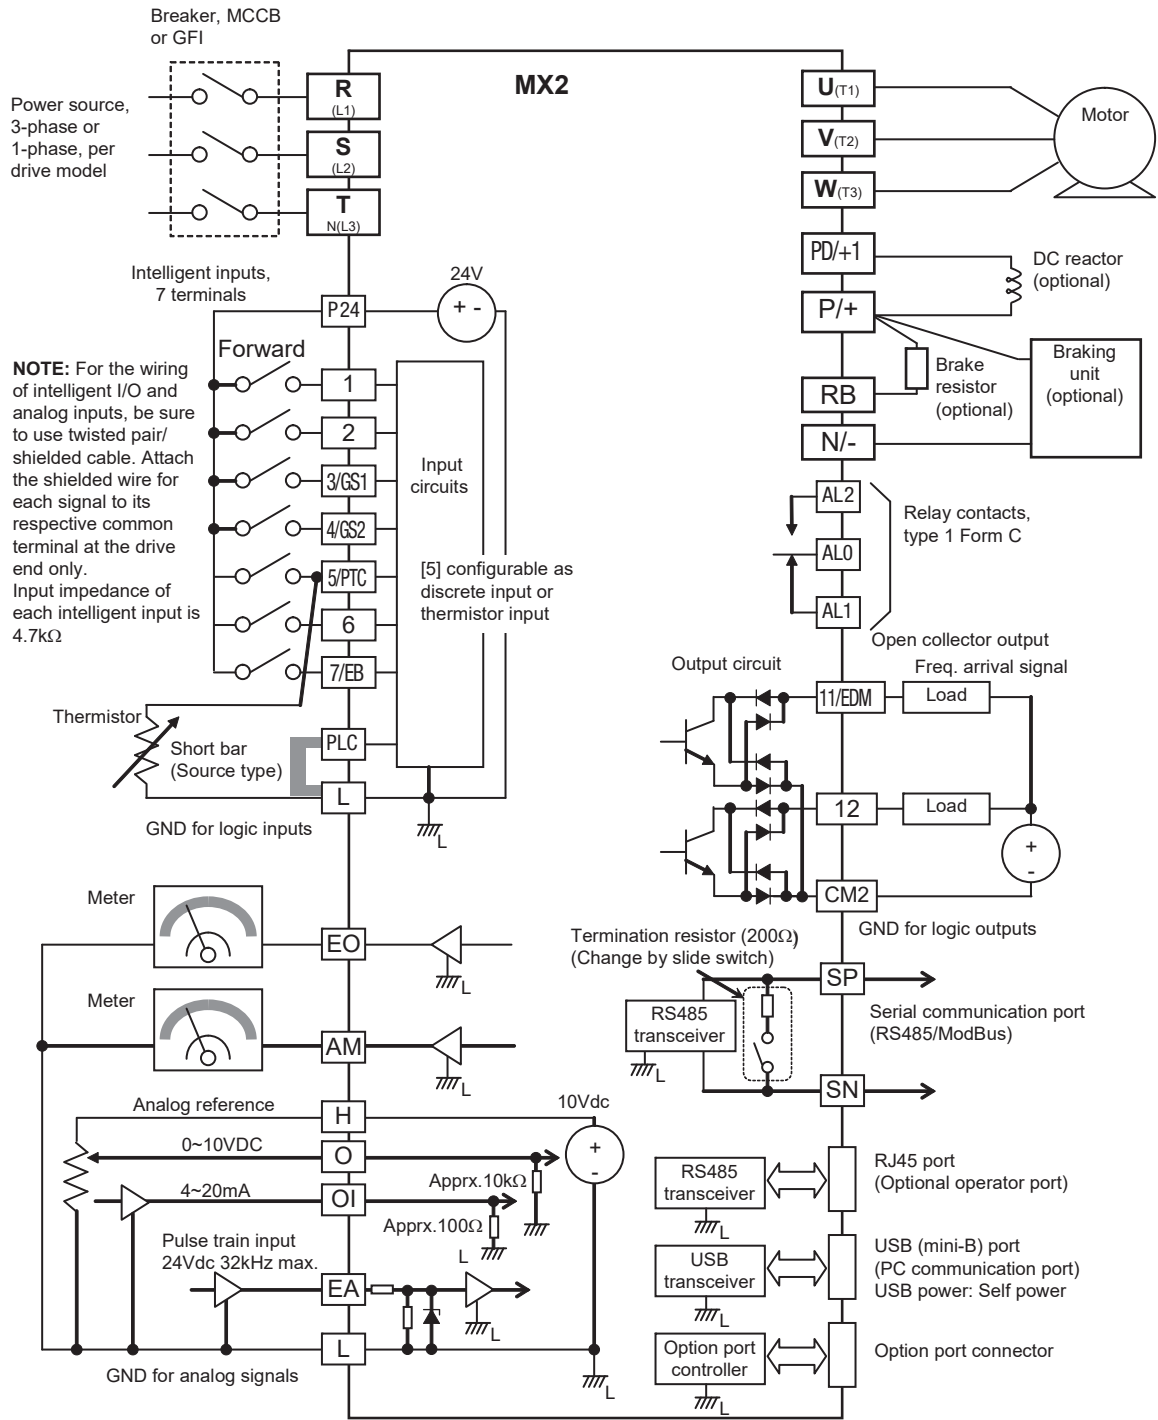 Breaker, MCCB
or GFI
MX2
Power source,
3-phase or
1-phase, per
drive model
R
(L1)
S
(L2)
T
N(L3)
U(T1)
V(T2)
W(T3)
Motor
PD/+1
P/+
DC reactor
(optional)
RB
N/-
Brake
resistor
(optional)
Braking
unit
(optional)
Intelligent inputs,
7 terminals
P24
24V
+ -
Forward
NOTE: For the wiring
of intelligent I/O and
analog inputs, be sure
to use twisted pair/
shielded cable. Attach
the shielded wire for
each signal to its
respective common
terminal at the drive
end only.
Input impedance of
each intelligent input is
4.7kΩ
1
2
3/GS1
4/GS2
5/PTC
6
7/EB
Input
circuits
[5] configurable as
discrete input or
thermistor input
AL2
AL0
AL1
Relay contacts,
type 1 Form C
Thermistor
Short bar
(Source type)
PLC
L
L
GND for logic inputs
Open collector output
Output circuit
Freq. arrival signal
11/EDM
Load
12
Load
+
-
CM2
GND for logic outputs
Meter
EO
L
Meter
AM
L
Termination resistor (200Ω)
(Change by slide switch)
SP
RS485
transceiver
L
Serial communication port
(RS485/ModBus)
SN
Analog reference
H
10Vdc
+
-
0~10VDC
O
Apprx.10kΩ
4~20mA
OI
Apprx.100Ω
L
Pulse train input
24Vdc 32kHz max.
EA
L
L
L
GND for analog signals
RS485
transceiver
L
RJ45 port
(Optional operator port)
USB
transceiver
L
USB (mini-B) port
(PC communication port)
USB power: Self power
Option port
controller
L
Option port connector